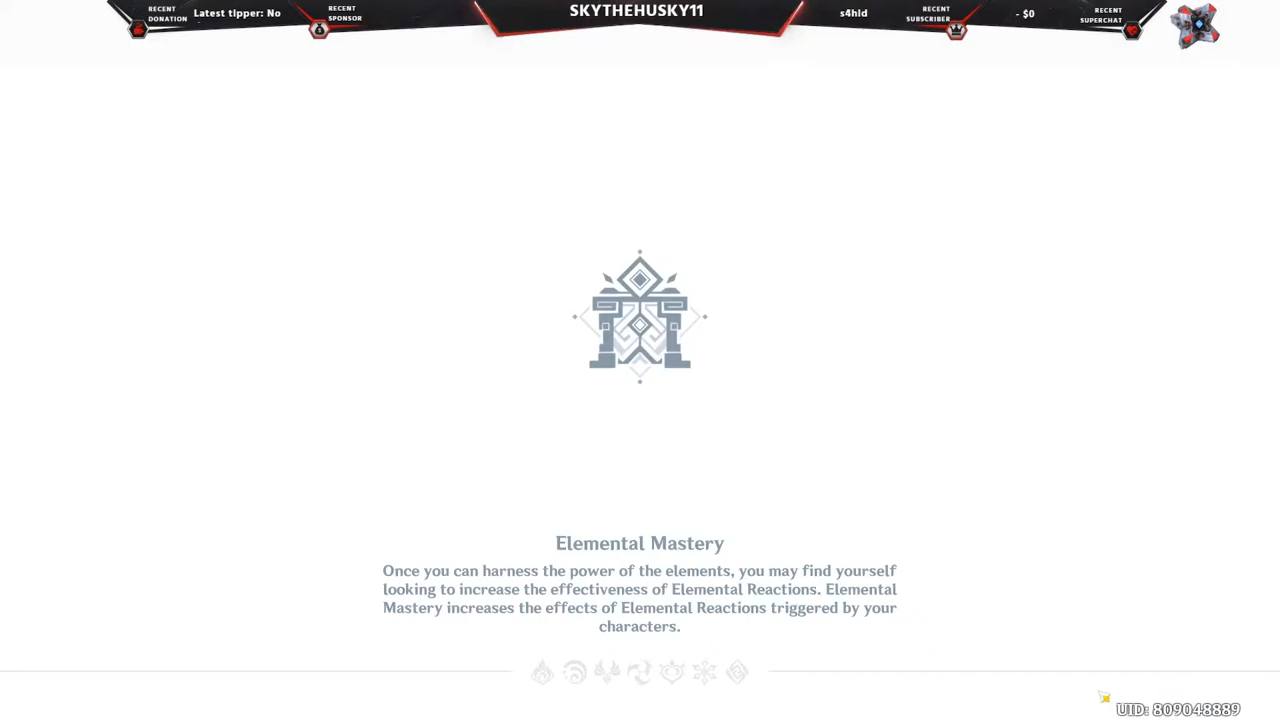 RECENT DONATION
Latest tipper: No
RECENT SPONSOR
SKYTHEHUSKY11
s4hld
RECENT SUBSCRIBER
- $0
RECENT SUPERCHAT
Elemental Mastery
Once you can harness the power of the elements, you may find yourself
looking to increase the effectiveness of Elemental Reactions. Elemental
Mastery increases the effects of Elemental Reactions triggered by your
characters.
UID: 809048889